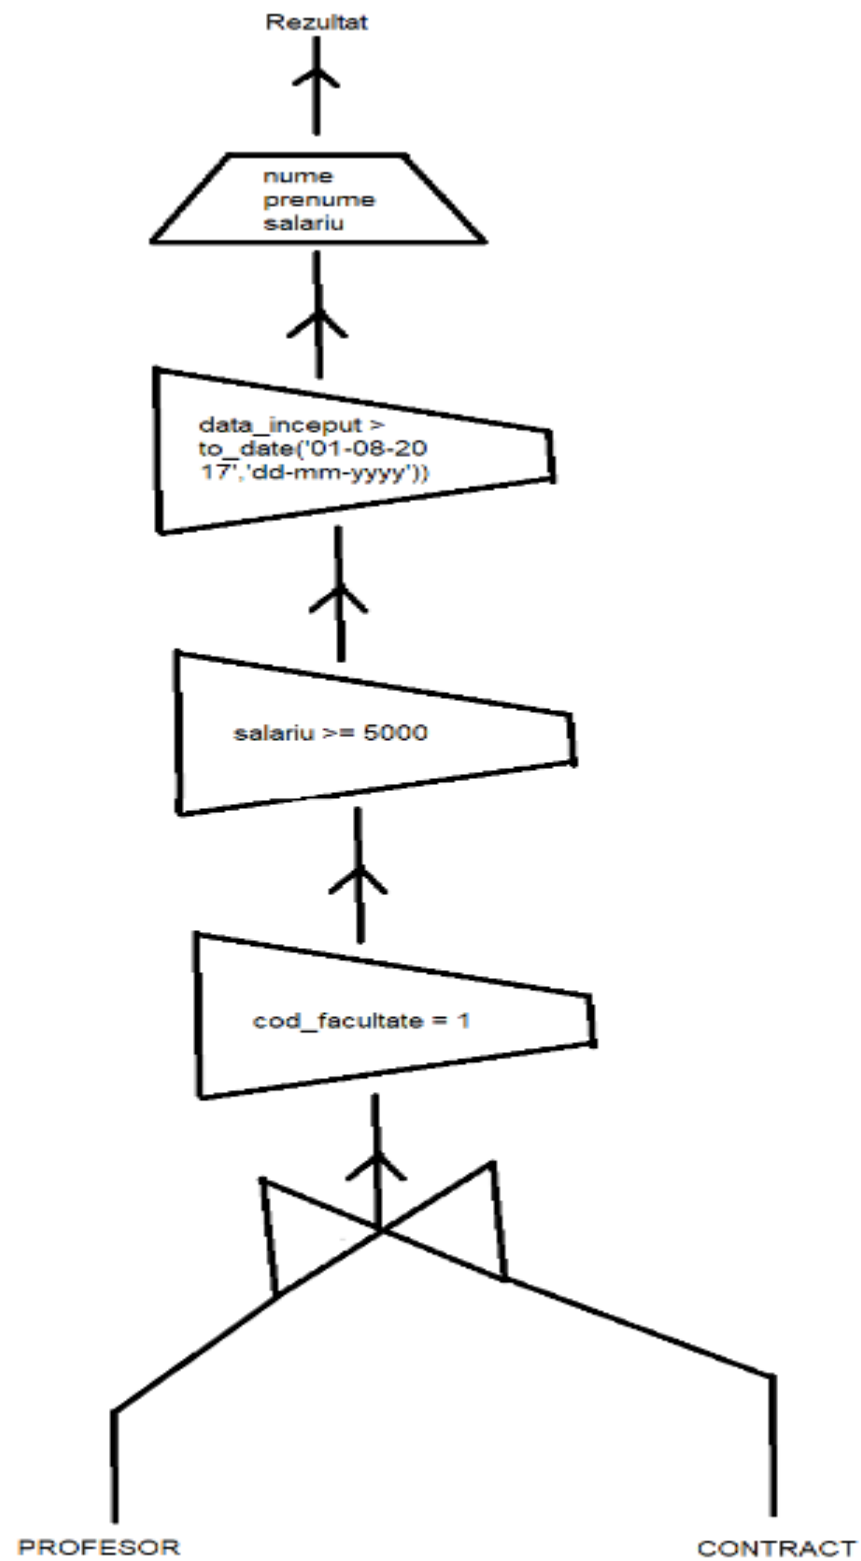 Rezultat
nume
prenume
salariu
data_inceput >
to_date('01-08-20
17','dd-mm-yyyy'))
salariu >= 5000
cod_facultate = 1
PROFESOR
CONTRACT